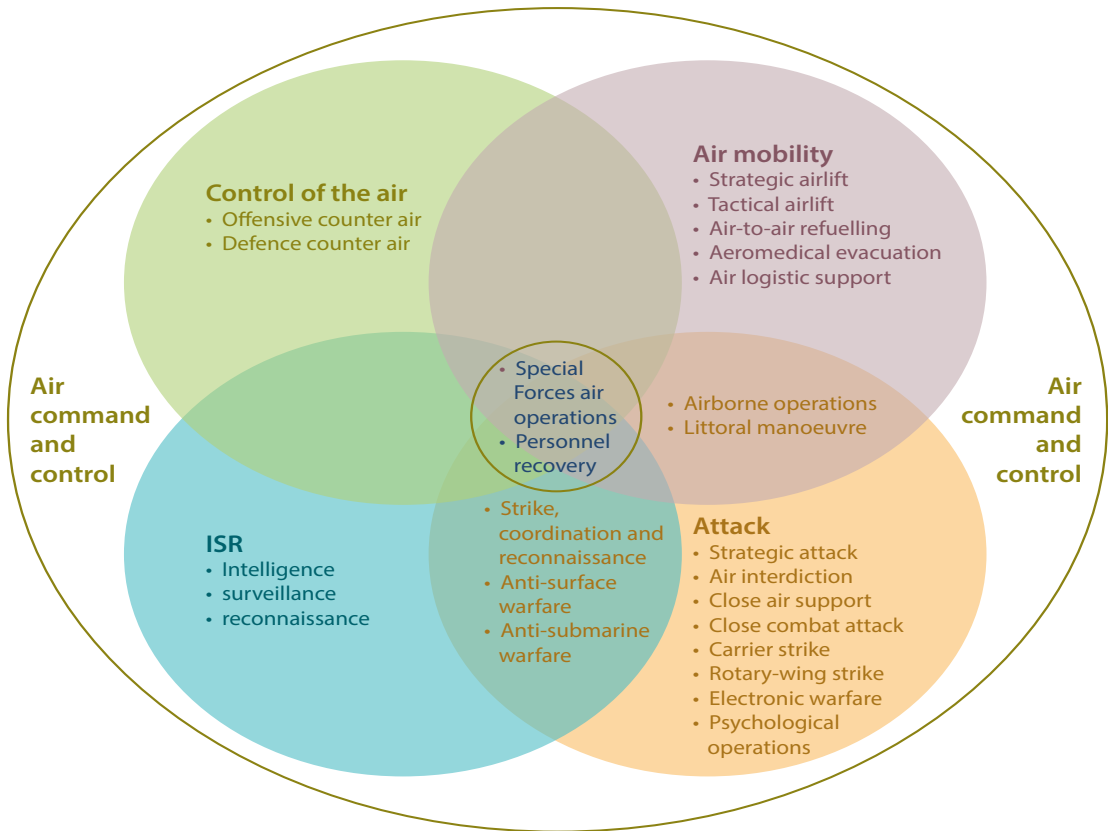 Control of the air
• Offensive counter air
• Defence counter air
Air mobility
• Strategic airlift
• Tactical airlift
• Air-to-air refuelling
• Aeromedical evacuation
• Air logistic support
Air
command
and
control
• Special
Forces air
operations
• Personnel
recovery
• Airborne operations
• Littoral manoeuvre
Air
command
and
control
ISR
• Intelligence
• surveillance
• reconnaissance
• Strike,
coordination and
reconnaissance
• Anti-surface
warfare
• Anti-submarine
warfare
Attack
• Strategic attack
• Air interdiction
• Close air support
• Close combat attack
• Carrier strike
• Rotary-wing strike
• Electronic warfare
• Psychological
operations